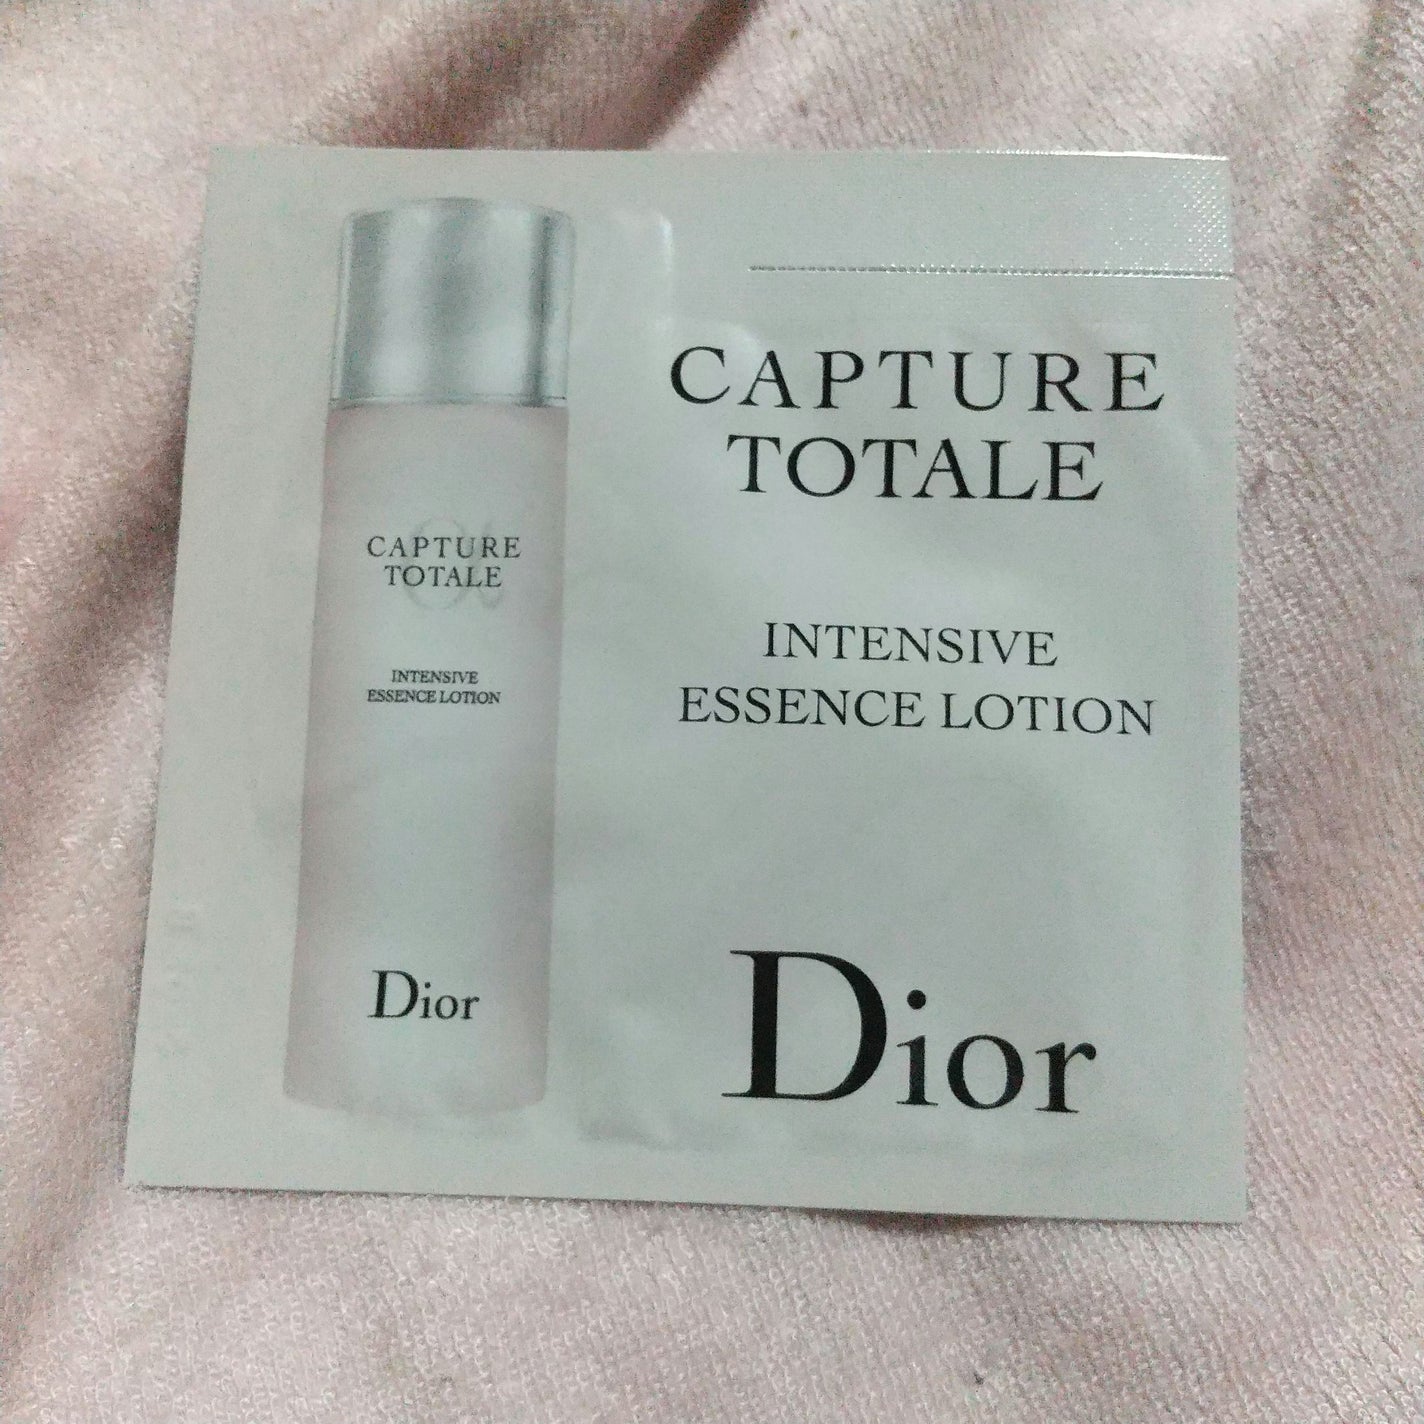 CAPTURE
TOTALE
INTENSIVE
ESSENCE LOTION
Dior
CAPTURE
TOTALE
INTENSIVE
ESSENCE LOTION
Dior